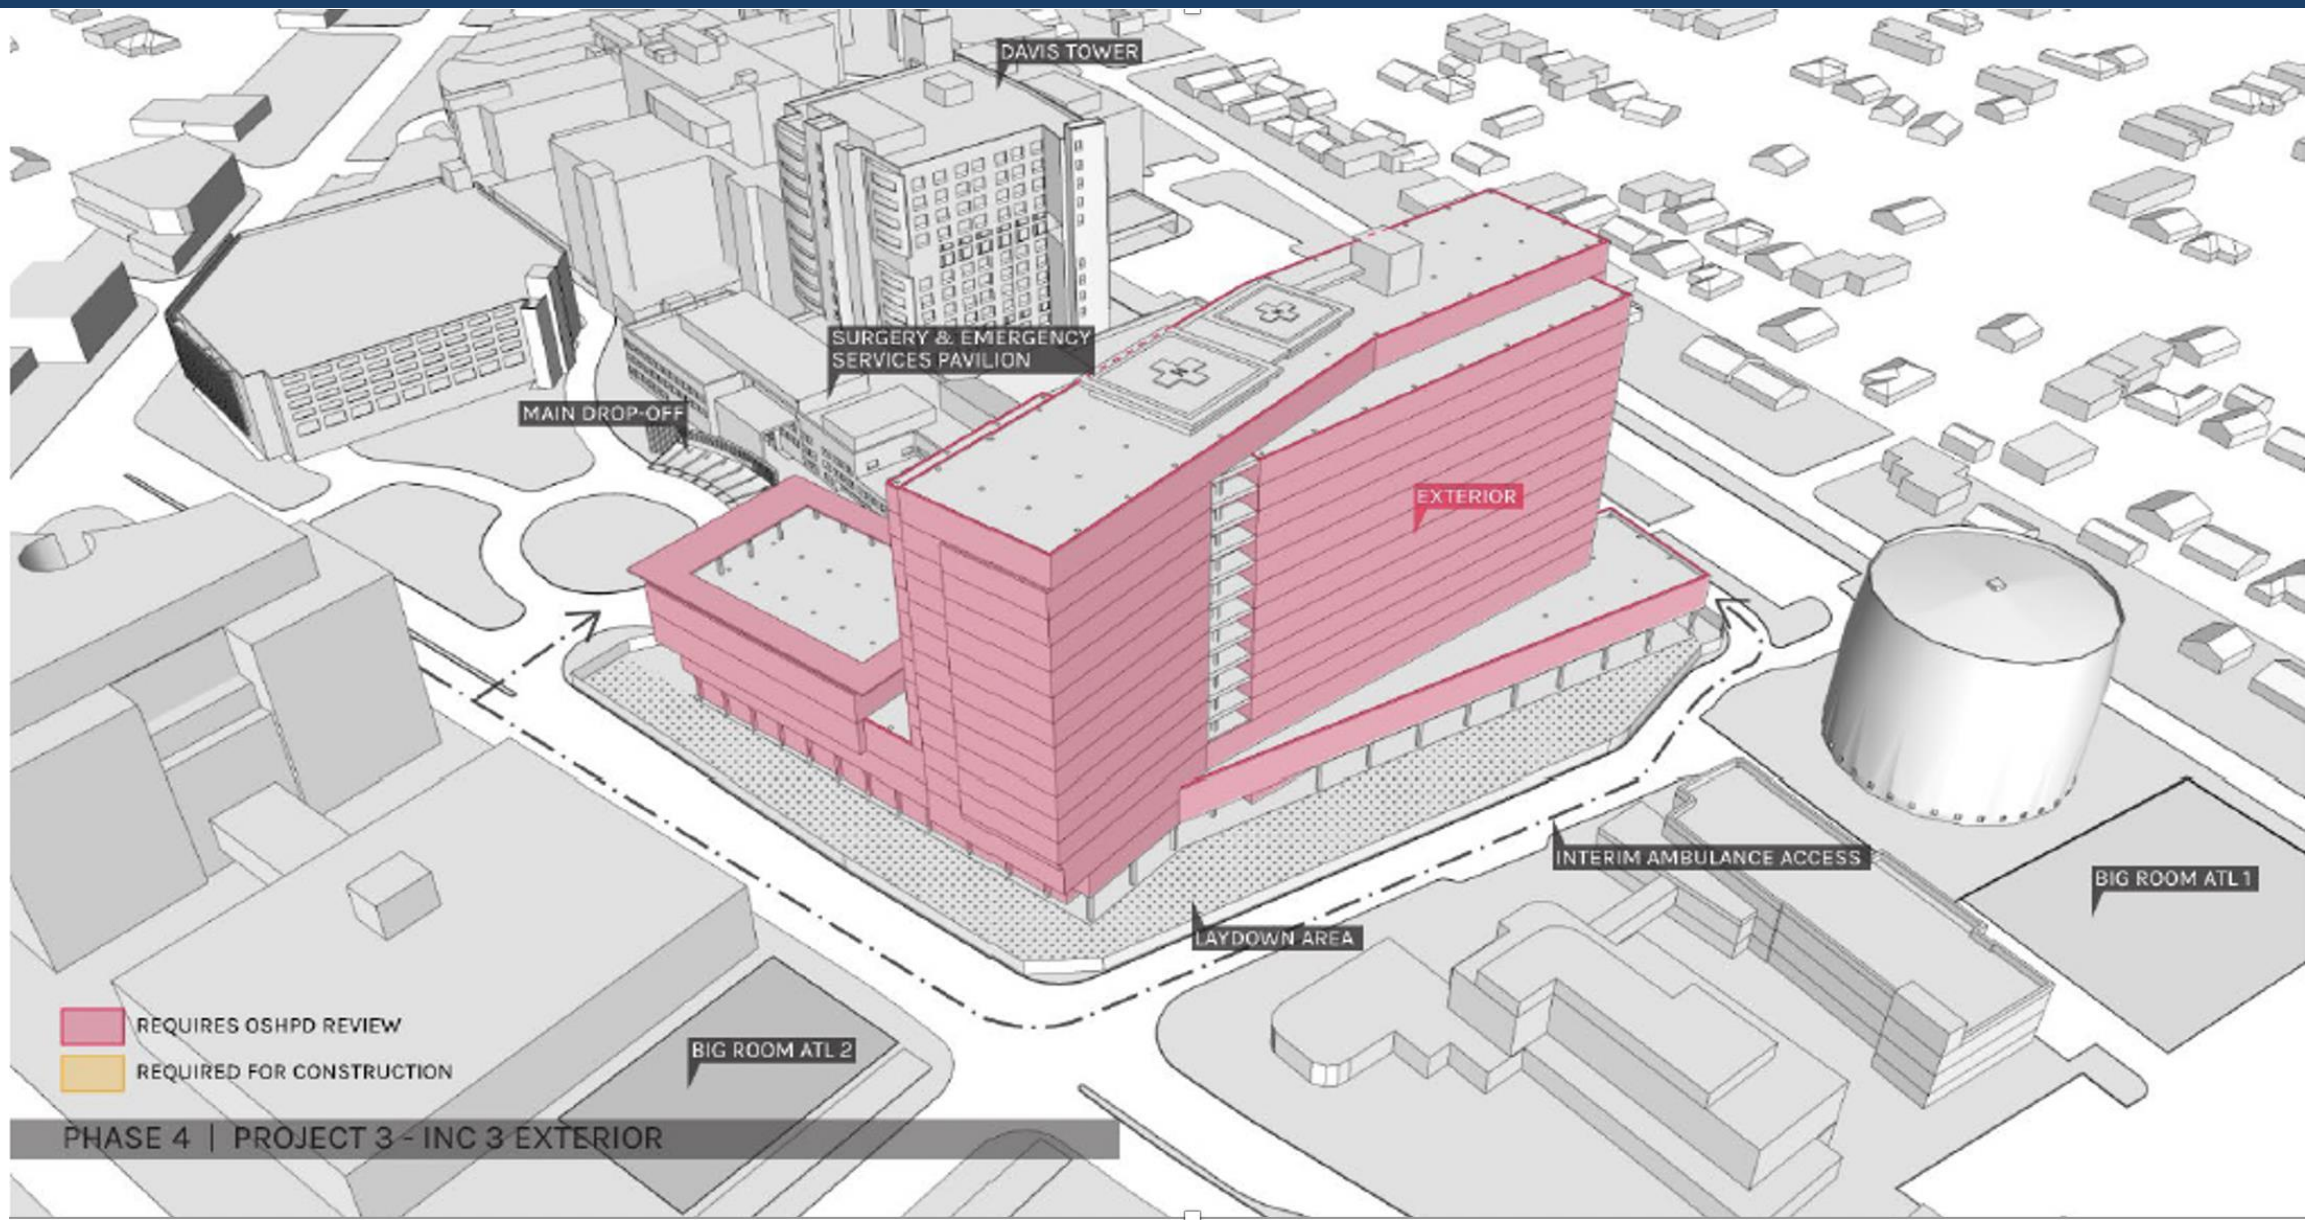 DAVIS TOWER
SURGERY & EMERGENCY
SERVICES PAVILION
MAIN DROP-OFF
EXTERIOR
INTERIM AMBULANCE ACCESS
BIG ROOM ATL 1
LAYDOWN AREA
REQUIRES OSHPD REVIEW
BIG ROOM ATL 2
REQUIRED FOR CONSTRUCTION
PHASE 4 | PROJECT 3 - INC 3 EXTERIOR